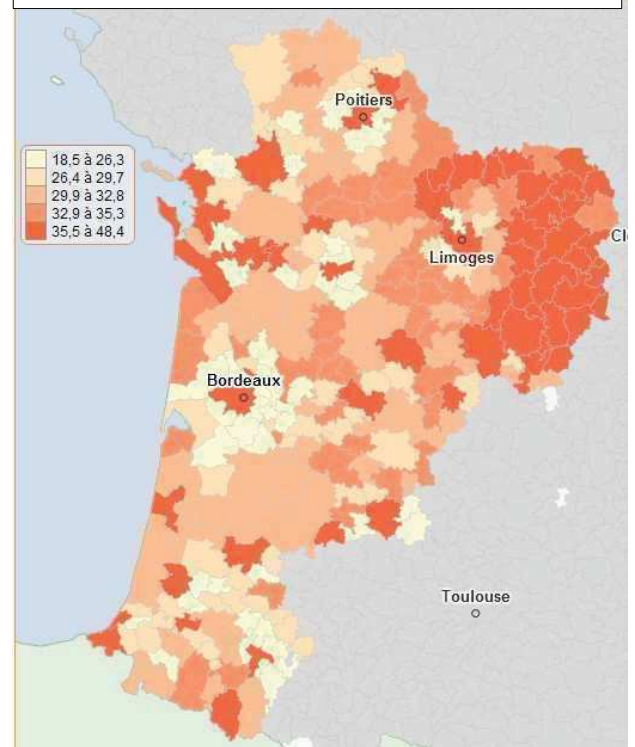 Poitiers
18,5 à 26,3
26,4 à 29,7
29,9 à 32,8
32,9 à 35,3
35,5 à 48,4
Cl
Limoges
Bordeaux
Toulouse